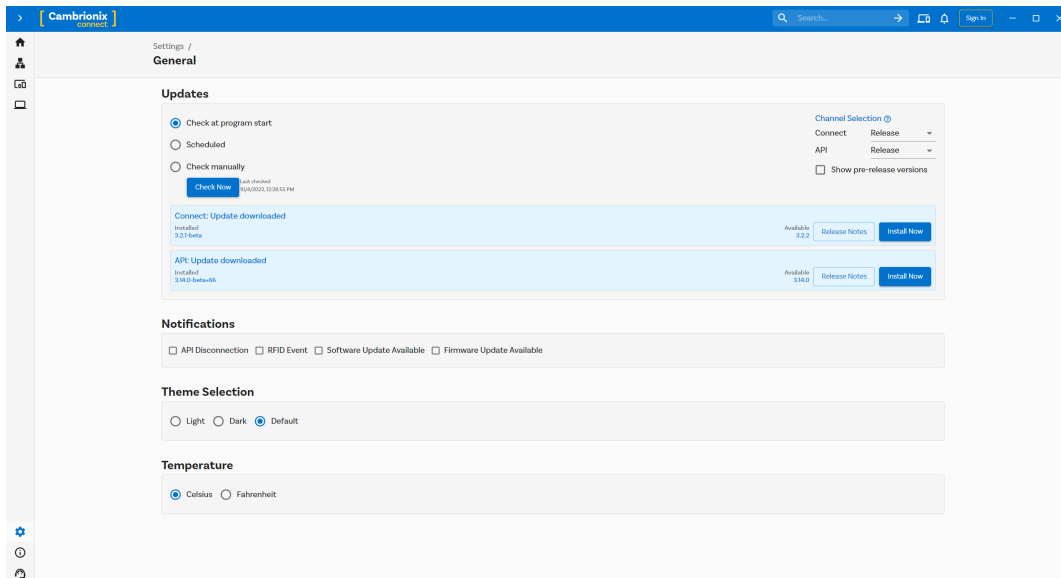 [ Cambrionix ]
connect
Search...
Sign In
Settings /
General
Updates
Check at program start
Scheduled
Check manually
Check Now
Last checked
10/4/2023, 12:28:55 PM
Channel Selection
Connect Release
API Release
Show pre-release versions
Connect: Update downloaded
Installed
3.2.1-beta
Available
3.2.2
Release Notes
Install Now
API: Update downloaded
Installed
3.14.0-beta+66
Available
3.14.0
Release Notes
Install Now
Notifications
API Disconnection RFID Event Software Update Available Firmware Update Available
Theme Selection
Light Dark Default
Temperature
Celsius Fahrenheit